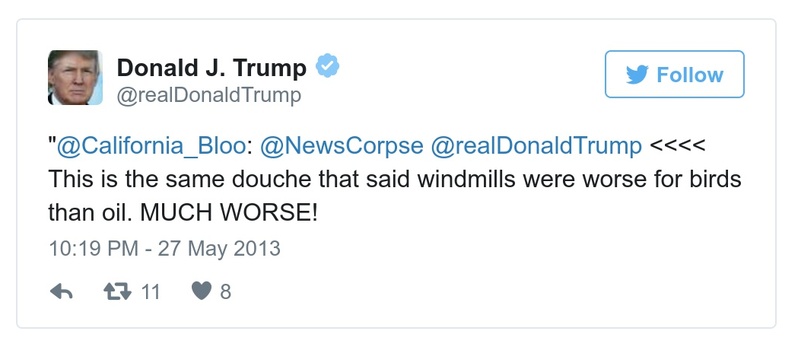 Donald J. Trump
@realDonaldTrump
Follow
"@California_Bloo: @NewsCorpse @realDonaldTrump <<<<
This is the same douche that said windmills were worse for birds
than oil. MUCH WORSE!
10:19 PM - 27 May 2013
11 8